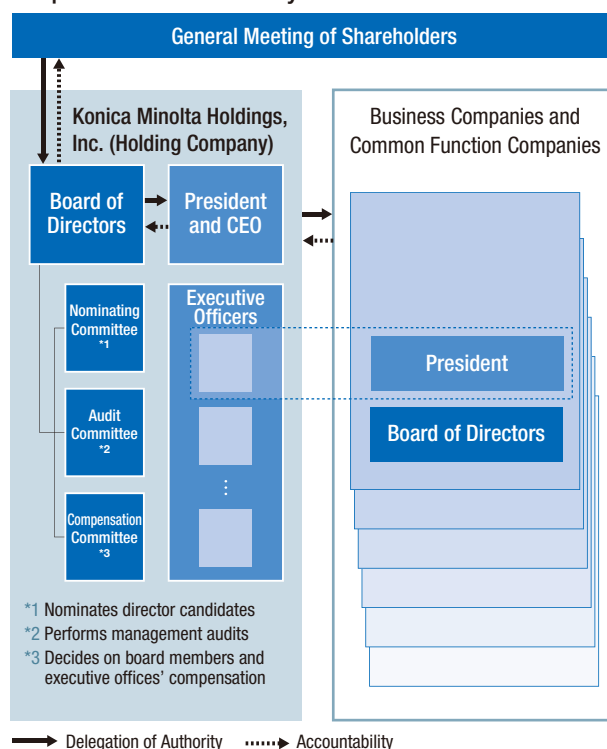 General Meeting of Shareholders
Konica Minolta Holdings,
Inc. (Holding Company)
Board of
Directors
President
and CEO
Nominating
Committee
*1
Audit
Committee
*2
Compensation
Committee
*3
Executive
Officers
⋮
Business Companies and
Common Function Companies
President
Board of Directors
*1 Nominates director candidates
*2 Performs management audits
*3 Decides on board members and
executive offices' compensation
Delegation of Authority
Accountability